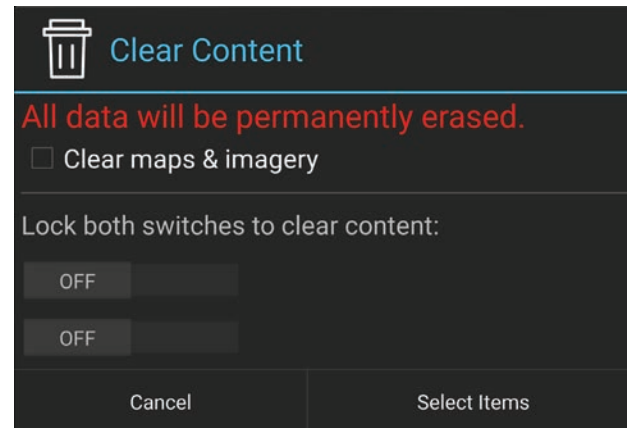 Clear Content
All data will be permanently erased.
Clear maps & imagery
Lock both switches to clear content:
OFF
OFF
Cancel
Select Items